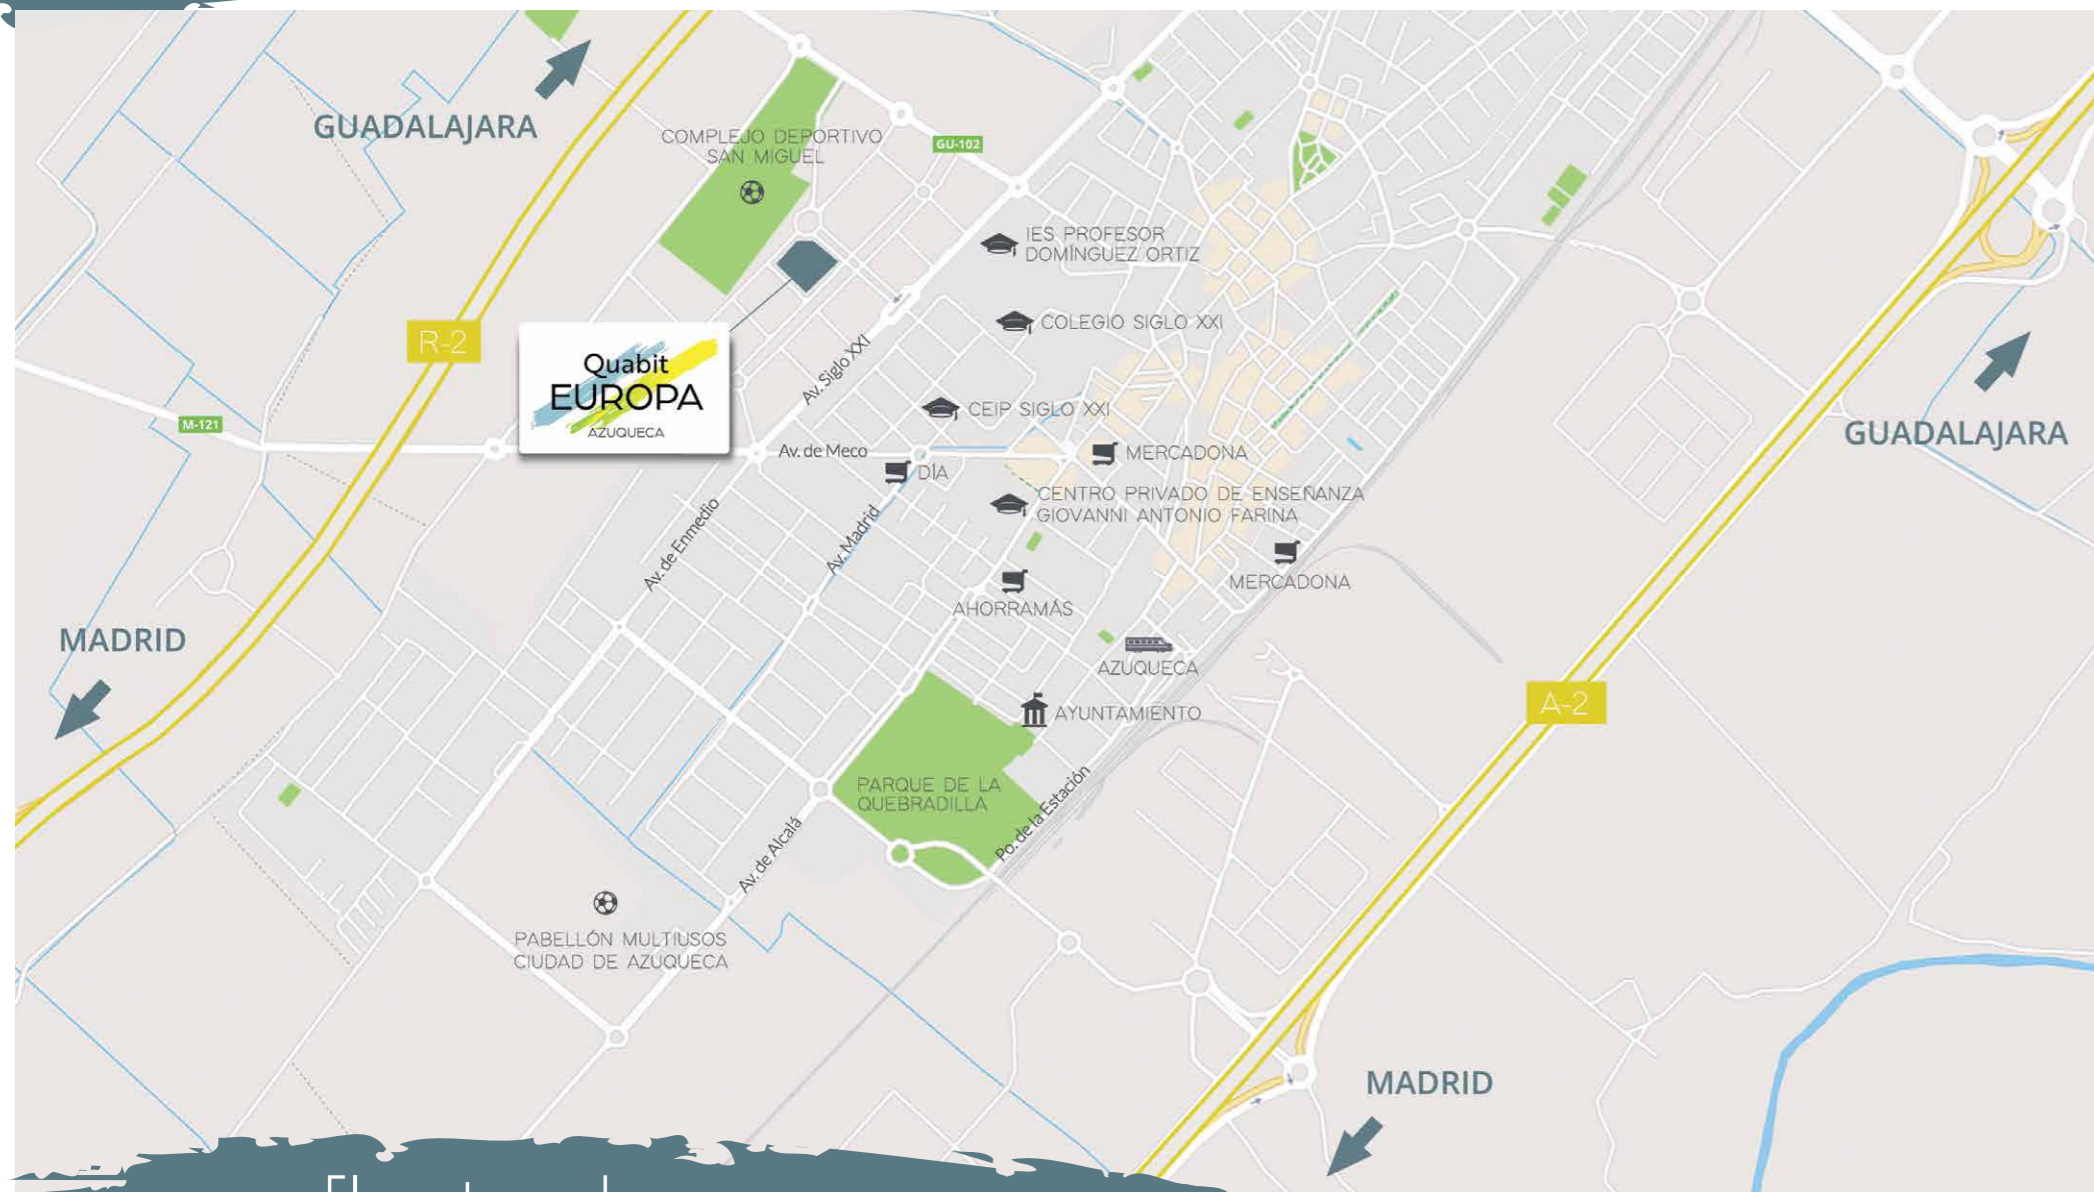 GUADALAJARA
COMPLEJO DEPORTIVO
SAN MIGUEL
GU-102
IES PROFESOR
DOMÍNGUEZ ORTIZ
R-2
COLEGIO SIGLO XXI
Quabit
EUROPA
AZUQUECA
Av. Siglo XXI
CEIP SIGLO XXI
M-121
GUADALAJARA
Av. de Meco
MERCADONA
DÍA
CENTRO PRIVADO DE ENSEÑANZA
GIOVANNI ANTONIO FARINA
Av. de Enmedio
Av. Madrid
MERCADONA
AHORRAMÁS
MADRID
AZUQUECA
A-2
AYUNTAMIENTO
PARQUE DE LA
QUEBRADILLA
Po. de la Estación
Av. de Alcalá
PABELLÓN MULTIUSOS
CIUDAD DE AZUQUECA
MADRID